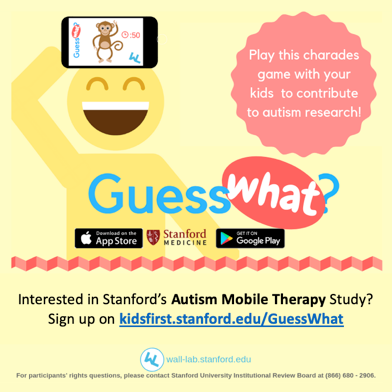 Guess what?
:50
Play this charades
game with your
kids to contribute
to autism research!
Guess what?
Download on the
App Store
Stanford
MEDICINE
GET IT ON
Google Play
Interested in Stanford's Autism Mobile Therapy Study?
Sign up on kidsfirst.stanford.edu/GuessWhat
wall-lab.stanford.edu
For participants' rights questions, please contact Stanford University Institutional Review Board at (866) 680 - 2906.